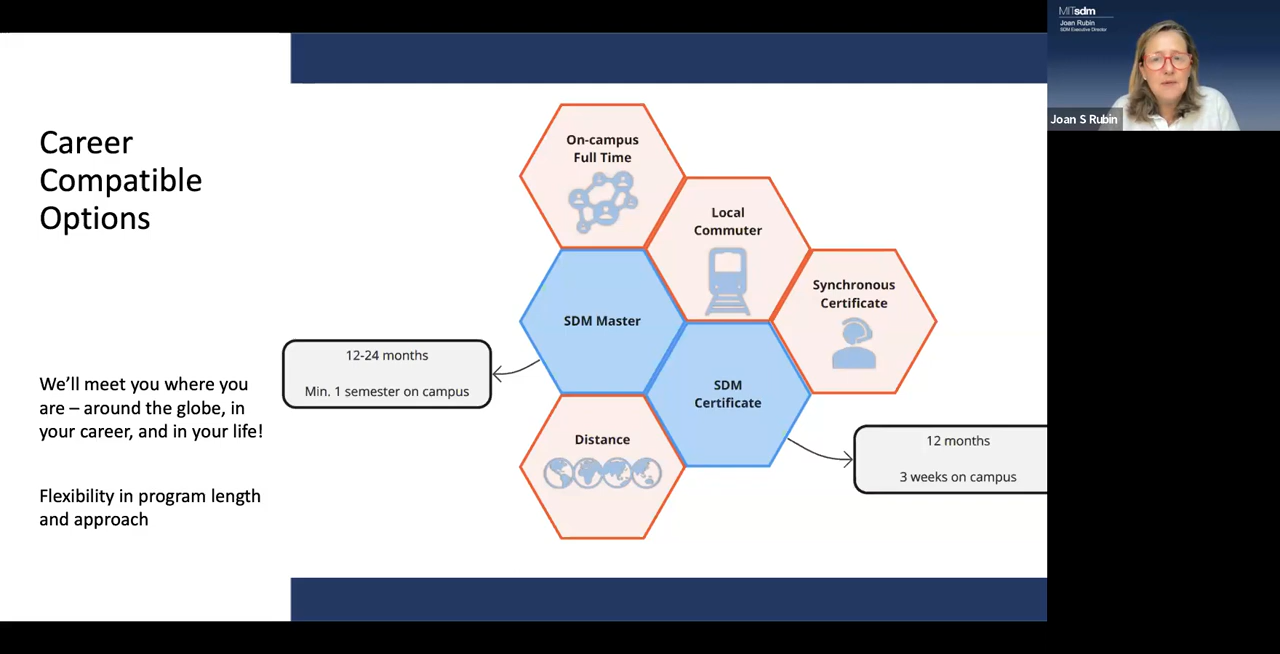 Career
Compatible
Options
We’ll meet you where you
are – around the globe, in
your career, and in your life!
Flexibility in program length
and approach
On-campus
Full Time
Local
Commuter
Synchronous
Certificate
SDM Master
SDM
Certificate
Distance
12-24 months
Min. 1 semester on campus
12 months
3 weeks on campus
MITsdm
Joan Rubin
SDM Executive Director
Joan S Rubin